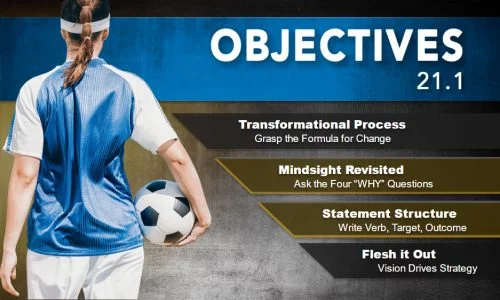 OBJECTIVES
21.1
Transformational Process
Grasp the Formula for Change
Mindsight Revisited
Ask the Four "WHY" Questions
Statement Structure
Write Verb, Target, Outcome
Flesh it Out
Vision Drives Strategy